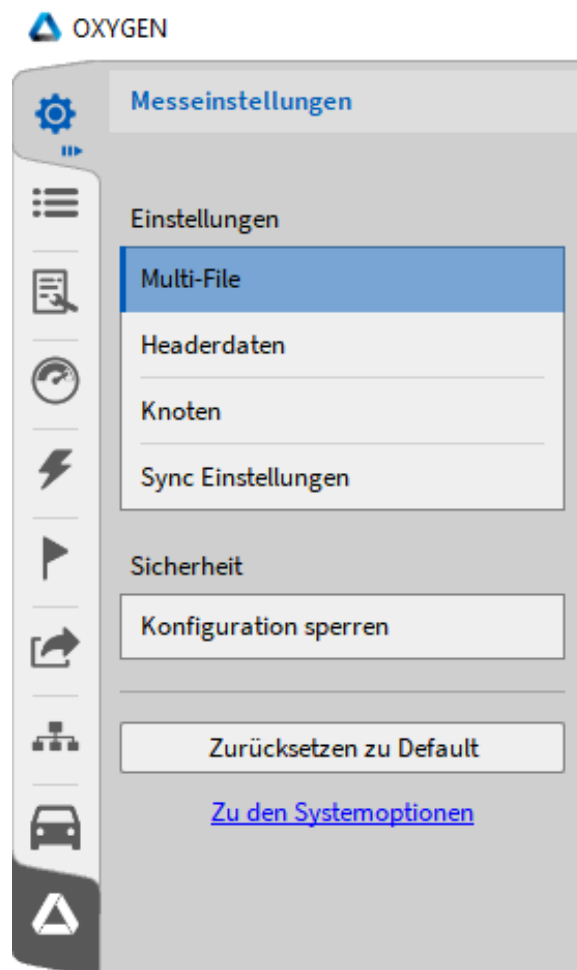 OXYGEN
Messeinstellungen
Einstellungen
Multi-File
Headerdaten
Knoten
Sync Einstellungen
Sicherheit
Konfiguration sperren
Zurücksetzen zu Default
Zu den Systemoptionen